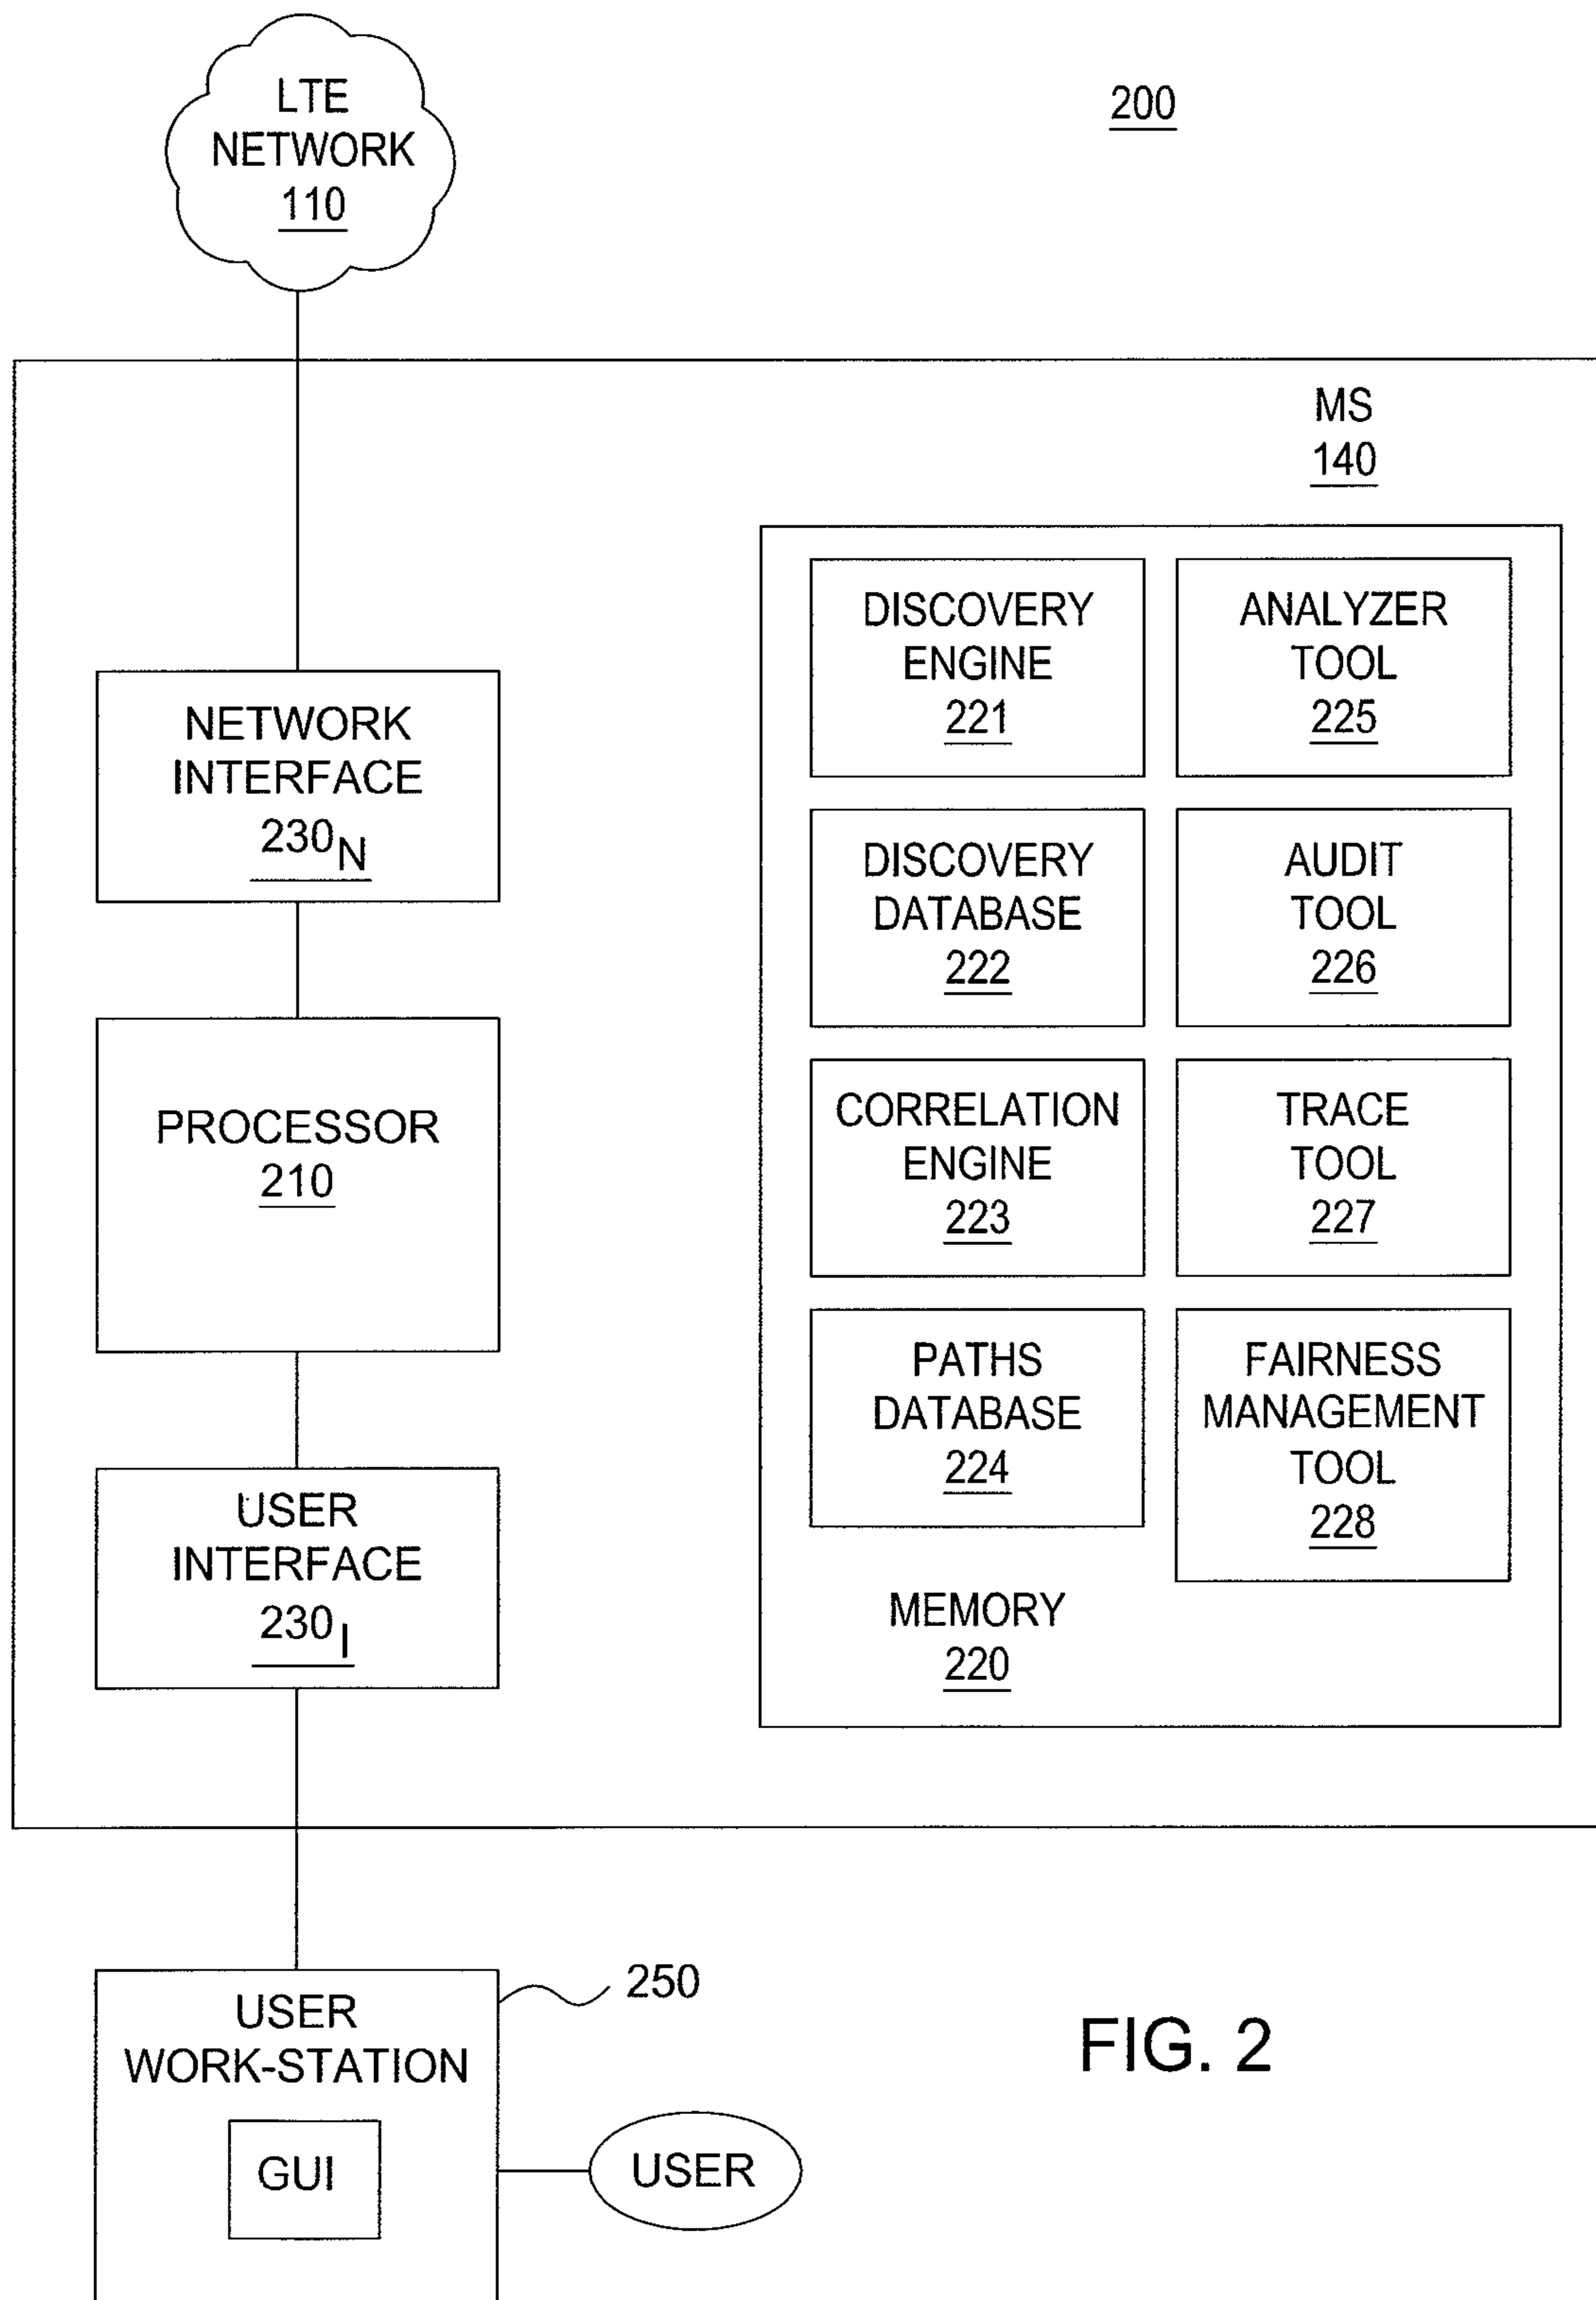 LTE
NETWORK
110
200
MS
140
NETWORK
INTERFACE
230N
PROCESSOR
210
USER
INTERFACE
230I
DISCOVERY
ENGINE
221
ANALYZER
TOOL
225
DISCOVERY
DATABASE
222
AUDIT
TOOL
226
CORRELATION
ENGINE
223
TRACE
TOOL
227
PATHS
DATABASE
224
FAIRNESS
MANAGEMENT
TOOL
228
MEMORY
220
USER
WORK-STATION
250
GUI
USER
FIG. 2